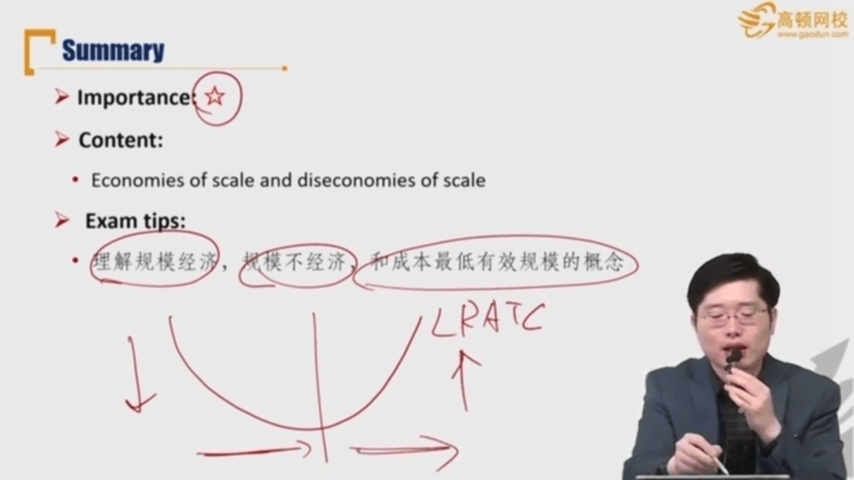 高顿网校
www.gaodun.com
Summary
Importance: ☆
Content:
Economies of scale and diseconomies of scale
Exam tips:
理解规模经济，规模不经济，和成本最低有效规模的概念
LRATC